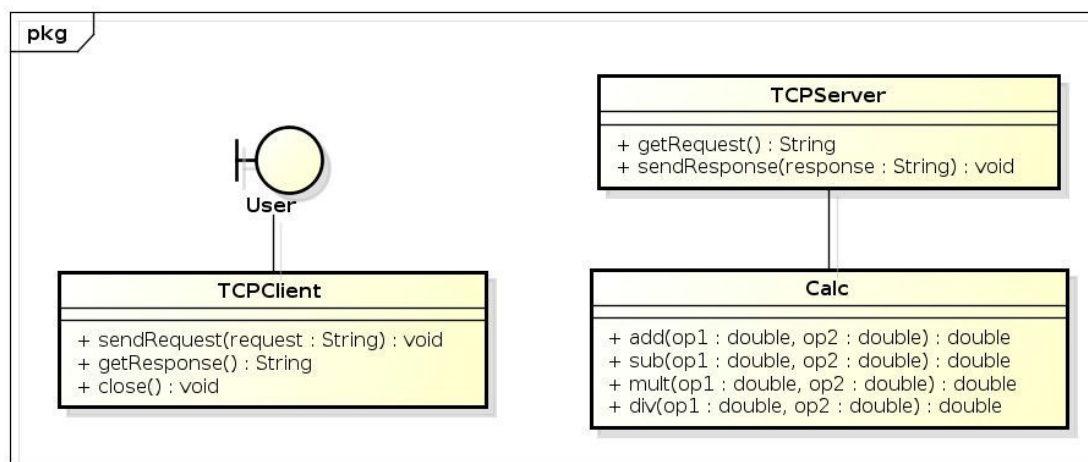 pkg
User
TCPClient
+ sendRequest(request : String) : void
+ getResponse() : String
+ close() : void
TCPServer
+ getRequest() : String
+ sendResponse(response : String) : void
Calc
+ add(op1 : double, op2 : double) : double
+ sub(op1 : double, op2 : double) : double
+ mult(op1 : double, op2 : double) : double
+ div(op1 : double, op2 : double) : double